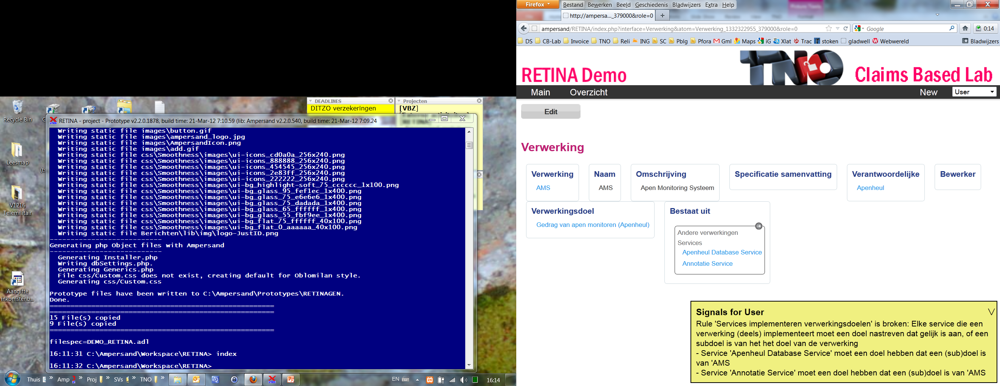 Recycle Bin
Leesmap
V1216
Telemilitair
Aangifte
inkomstenb...
DEADLINES
DITZO verzekeringen
Projecten
[VBZ]
RETINA - project - Prototype v2.2.0.1878, build time: 21-Mar-12 7:10.59 (lib: Ampersand v2.2.0.540, build time: 21-Mar-12 7:09.24
Writing static file images\button.gif
Writing static file images\ampersand_logo.jpg
Writing static file images\AmpersandIcon.png
Writing static file images\add.gif
Writing static file css\Smoothness\images\ui-icons_cd0a0a_256x240.png
Writing static file css\Smoothness\images\ui-icons_888888_256x240.png
Writing static file css\Smoothness\images\ui-icons_454545_256x240.png
Writing static file css\Smoothness\images\ui-icons_2e83ff_256x240.png
Writing static file css\Smoothness\images\ui-icons_222222_256x240.png
Writing static file css\Smoothness\images\ui-bg_highlight-soft_75_cccccc_1x100.png
Writing static file css\Smoothness\images\ui-bg_glass_95_fef1ec_1x400.png
Writing static file css\Smoothness\images\ui-bg_glass_75_e6e6e6_1x400.png
Writing static file css\Smoothness\images\ui-bg_glass_75_dadada_1x400.png
Writing static file css\Smoothness\images\ui-bg_glass_65_ffffff_1x400.png
Writing static file css\Smoothness\images\ui-bg_glass_55_fbf9ee_1x400.png
Writing static file css\Smoothness\images\ui-bg_flat_75_ffffff_40x100.png
Writing static file css\Smoothness\images\ui-bg_flat_0_aaaaaa_40x100.png
Writing static file Berichten\lib\img\logo-JustID.png
---------------------------
Generating php Object files with Ampersand
---------------------------
Generating Installer.php
Writing dbSettings.php.
Generating Generics.php
File css/Custom.css does not exist, creating default for Oblomilan style.
Generating css/Custom.css
Prototype files have been written to C:\Ampersand\Prototypes\RETINAGEN.
Done.
======================================================
======================================================
15 File(s) copied
9 File(s) copied
======================================================
filespec=DEMO_RETINA.adl
16:11:31 C:\Ampersand\Workspace\RETINA> index
16:11:32 C:\Ampersand\Workspace\RETINA>
Thuis » Amp » Proj » SVs » TNO »
EN
16:14
Firefox
Bestand Bewerken Beeld Geschiedenis Bladwijzers Extra Help
http://ampersa..._379000&role=0
ampersand/RETINA/index.php?interface=Verwerking&atom=Verwerking_1332322955_379000&role=0
Google
0:14
DS CB-Lab Invoice TNO Reli ING SC Pblg Pfora Gml Maps iG Xlat Trac stoken gladwell Webwereld Bladwijzers
RETINA Demo
TNO
Claims Based Lab
Main Overzicht New User
Edit
Verwerking
Verwerking
AMS
Naam
AMS
Omschrijving
Apen Monitoring Systeem
Specificatie samenvatting
Verantwoordelijke
Apenheul
Bewerker
Verwerkingsdoel
Gedrag van apen monitoren (Apenheul)
Bestaat uit
Andere verwerkingen
Services
Apenheul Database Service
Annotatie Service
Signals for User
Rule 'Services implementeren verwerkingsdoelen' is broken: Elke service die een
verwerking (deels) implementeert moet een doel nastreven dat gelijk is aan, of een
subdoel is van het het doel van de verwerking
- Service 'Apenheul Database Service' moet een doel hebben dat een (sub)doel is
van 'AMS
- Service 'Annotatie Service' moet een doel hebben dat een (sub)doel is van 'AMS